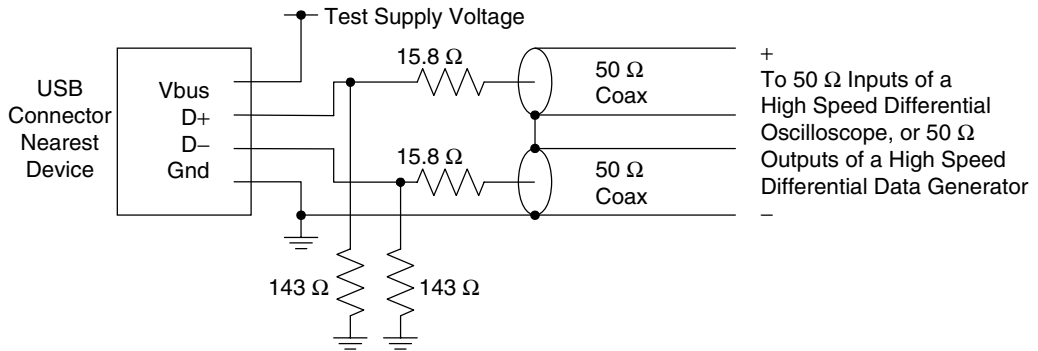 Test Supply Voltage
USB
Connector
Nearest
Device
Vbus
D+
D−
Gnd
15.8 Ω
50 Ω
Coax
15.8 Ω
50 Ω
Coax
143 Ω
143 Ω
+
To 50 Ω Inputs of a
High Speed Differential
Oscilloscope, or 50 Ω
Outputs of a High Speed
Differential Data Generator
−